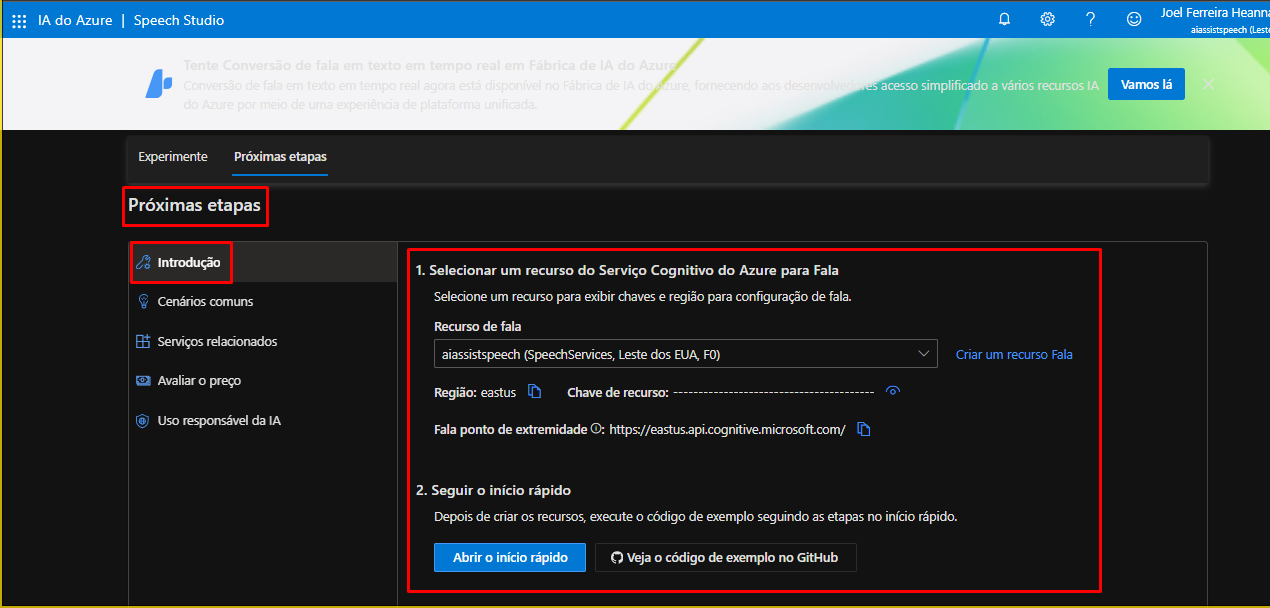 IA do Azure | Speech Studio
Joel Ferreira Heanna
aiassistspeech (Leste
Tente Conversão de fala em texto em tempo real em Fábrica de IA do Azure
Conversão de fala em texto em tempo real agora está disponível no Fábrica de IA do Azure, fornecendo aos desenvolvedores acesso simplificado a vários recursos IA
do Azure por meio de uma experiência de plataforma unificada.
Vamos lá
Experimente
Próximas etapas
Próximas etapas
Introdução
Cenários comuns
Serviços relacionados
Avaliar o preço
Uso responsável da IA
1. Selecionar um recurso do Serviço Cognitivo do Azure para Fala
Selecione um recurso para exibir chaves e região para configuração de fala.
Recurso de fala
aiassistspeech (SpeechServices, Leste dos EUA, F0)
Criar um recurso Fala
Região: eastus
Chave de recurso: ----------------------------------------
Fala ponto de extremidade: https://eastus.api.cognitive.microsoft.com/
2. Seguir o início rápido
Depois de criar os recursos, execute o código de exemplo seguindo as etapas no início rápido.
Abrir o início rápido
Veja o código de exemplo no GitHub